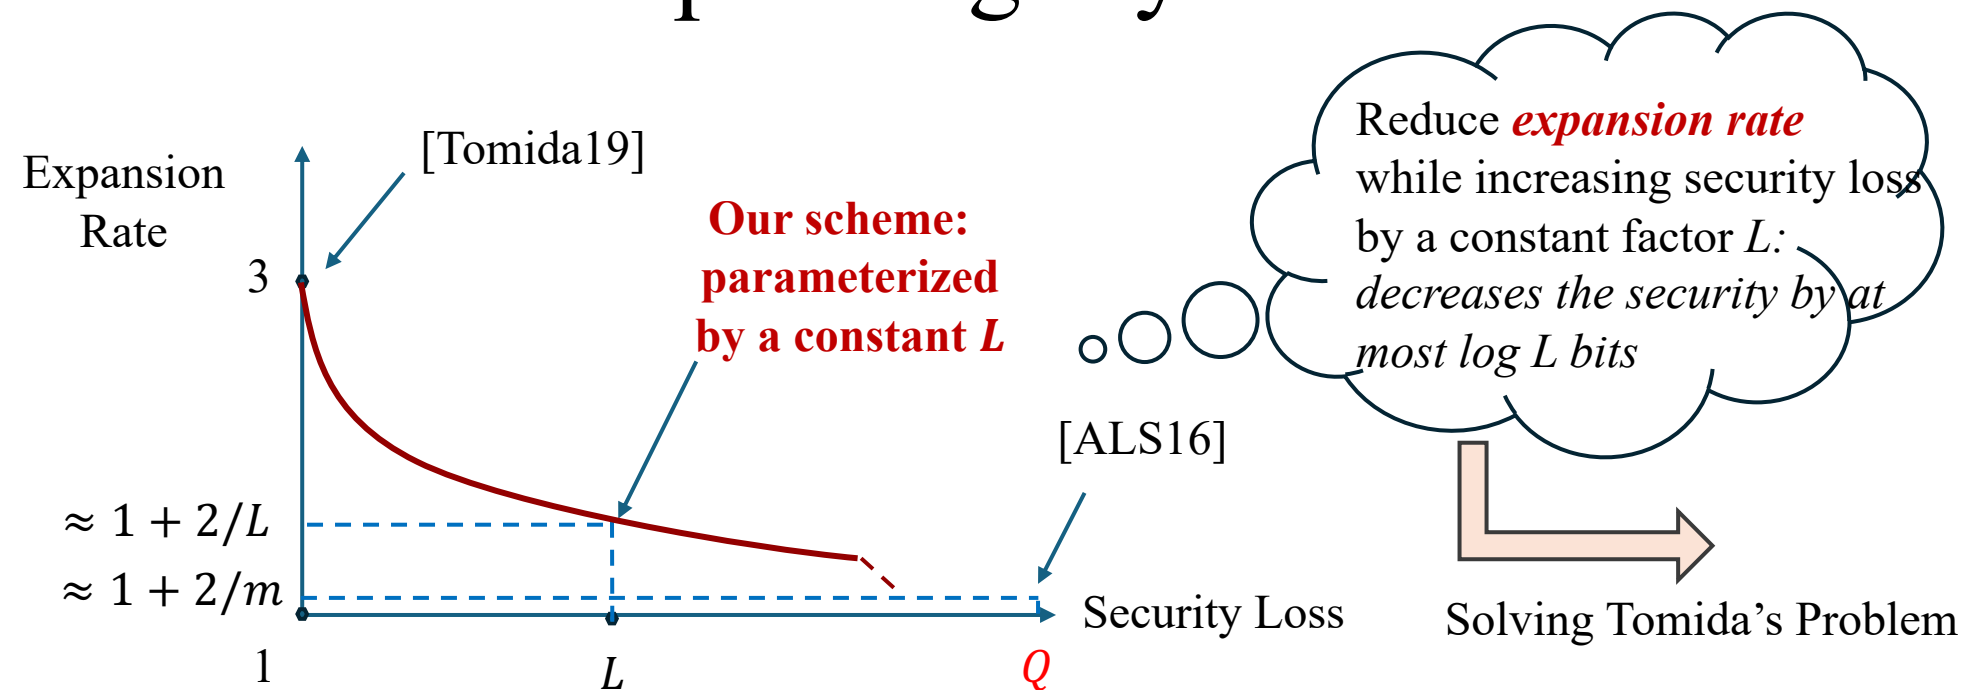 [Tomida19]
Expansion
Rate
3
Our scheme:
parameterized
by a constant L
Reduce expansion rate
while increasing security loss
by a constant factor L:
decreases the security by at
most log L bits
[ALS16]
≈ 1 + 2/L
≈ 1 + 2/m
Security Loss
Solving Tomida’s Problem
1
L
Q